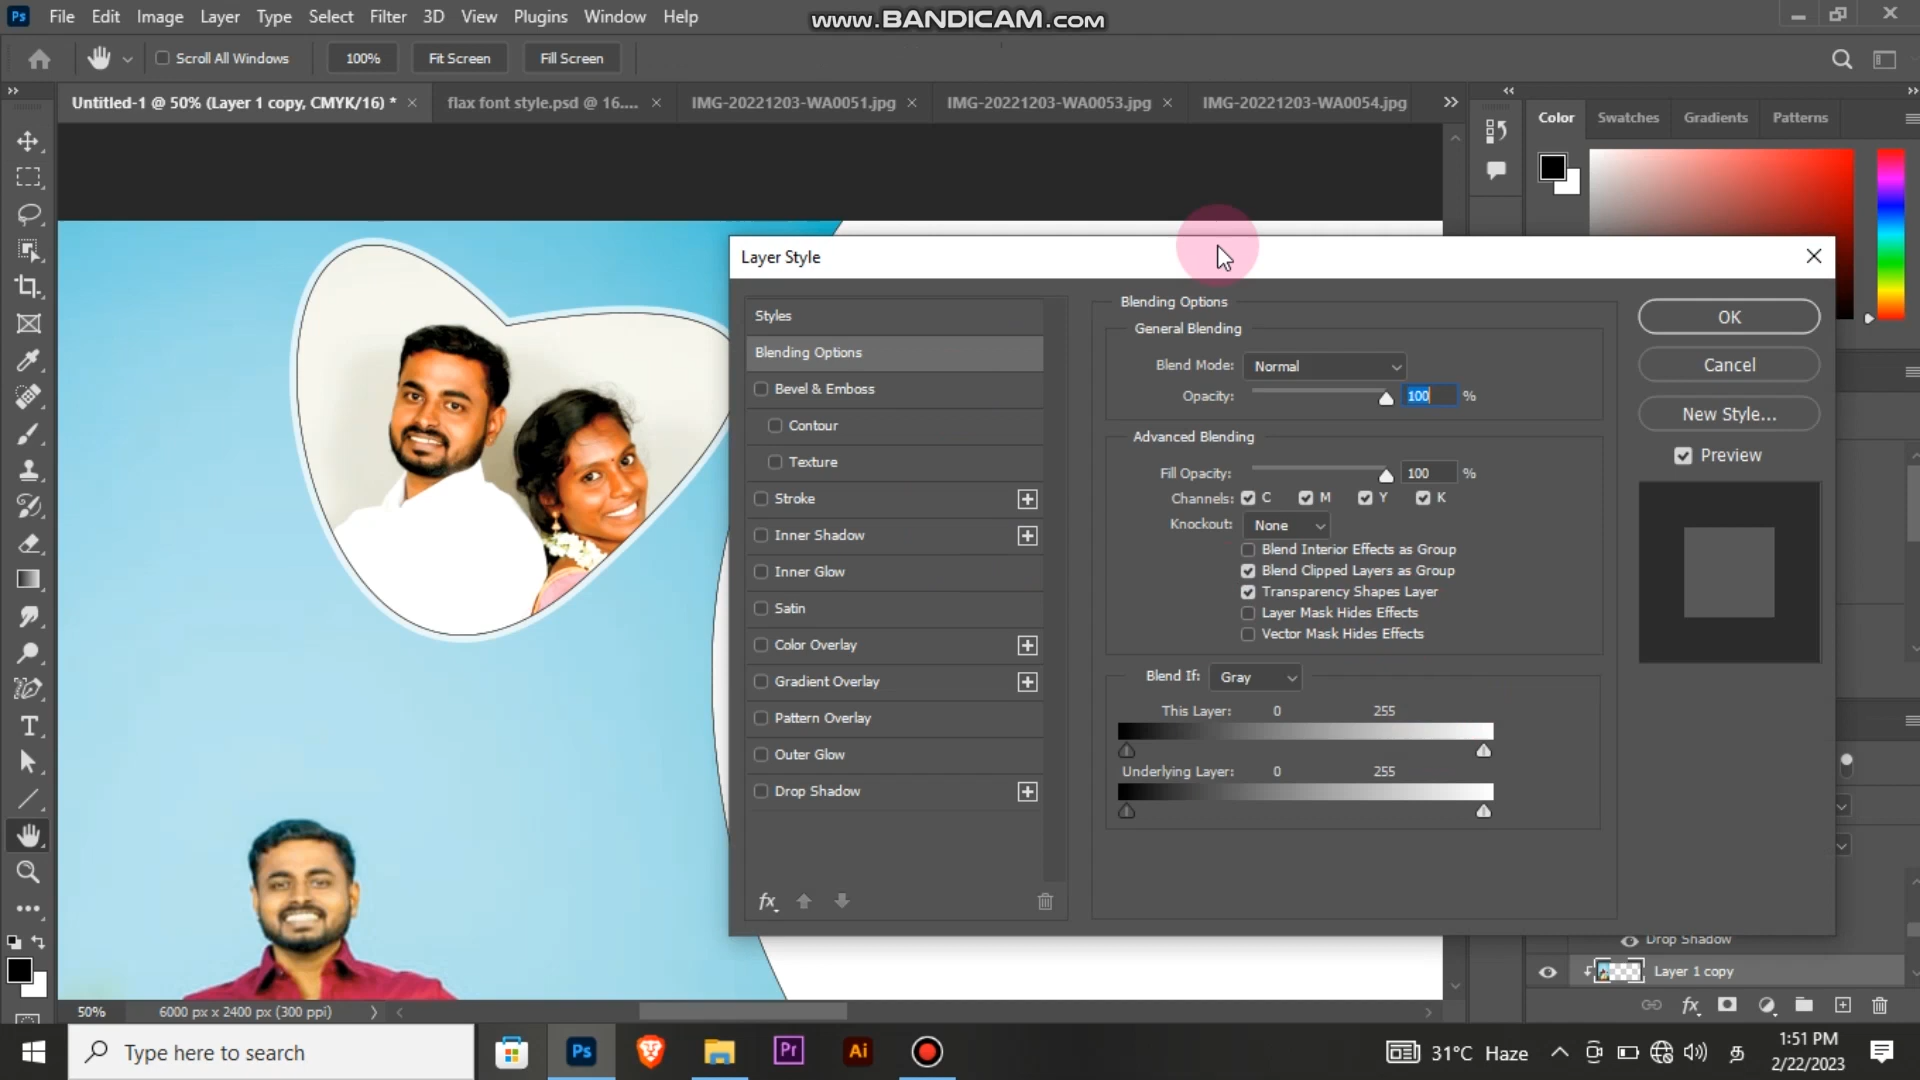 Ps File Edit Image Layer Type Select Filter 3D View Plugins Window Help
www.BANDICAM.com
Scroll All Windows 100% Fit Screen Fill Screen
Untitled-1 @ 50% (Layer 1 copy, CMYK/16) * × flax font style.psd @ 16.... × IMG-20221203-WA0051.jpg × IMG-20221203-WA0053.jpg × IMG-20221203-WA0054.jpg
Color Swatches Gradients Patterns
Layer Style
Styles
Blending Options
Bevel & Emboss
Contour
Texture
Stroke
Inner Shadow
Inner Glow
Satin
Color Overlay
Gradient Overlay
Pattern Overlay
Outer Glow
Drop Shadow
fx
Blending Options
General Blending
Blend Mode: Normal
Opacity: 100 %
Advanced Blending
Fill Opacity: 100 %
Channels: C M Y K
Knockout: None
Blend Interior Effects as Group
Blend Clipped Layers as Group
Transparency Shapes Layer
Layer Mask Hides Effects
Vector Mask Hides Effects
Blend If: Gray
This Layer: 0 255
Underlying Layer: 0 255
OK
Cancel
New Style...
Preview
Drop Shadow
Layer 1 copy
fx
50% 6000 px x 2400 px (300 ppi)
Type here to search
Ps Pr Ai
31°C Haze
த
1:51 PM
2/22/2023